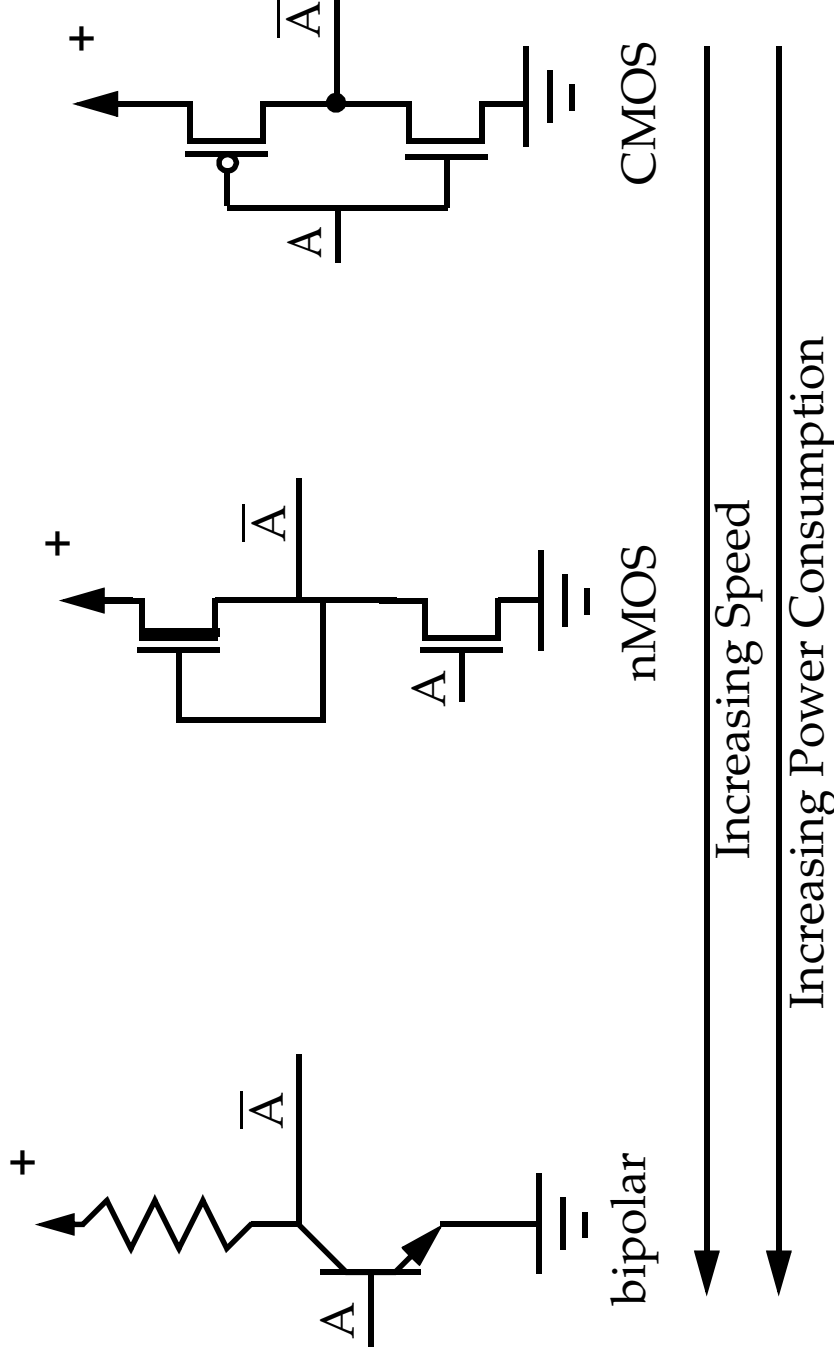 +
A̅
A
bipolar
+
A̅
A
nMOS
+
A
A̅
CMOS
Increasing Speed
Increasing Power Consumption